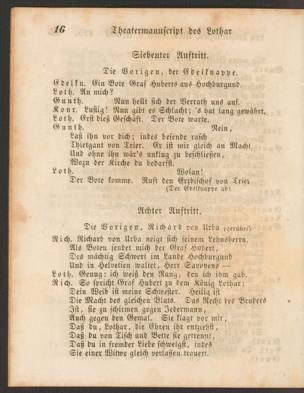 16
Theatermanuscript des Lothar
Siebenter Auftritt.
Die Vorigen, der Edelknappe.
Edelkn. Ein Bote Graf Huberts aus Hochburgund.
Loth. An mich?
Gunth. Nun hellt sich der Verrath uns auf.
Konr. Lustig! Nun gibt es Schlacht; 's hat lang gewährt.
Loth. Erst dieß Geschäft. Der Bote warte.
Gunth. Nein,
Laß ihn vor dich; indes besende rasch
Thietgaut von Trier. Er ist mir gleich an Macht,
Und ohne ihn wär's unfug zu beschließen,
Wozu der Kirche du bedarfst.
Loth. Wolan!
Der Bote komme. Ruft den Erzbischof von Trier
(Der Edelknappe ab).
Achter Auftritt.
Die Vorigen, Richard von Urba
Rich. Richard von Urba neigt sich seinem Lehnsherrn.
Als Boten sendet mich der Graf Hubert,
Des mächtig Schwert im Lande Hochburgund
Und in Helvetien waltet, Herr Savoyens —
Loth. Genug: ich weiß den Rang, den ich ihm gab.
Rich. So spricht Graf Hubert zu dem König Lothar:
Dein Weib ist meine Schwester. Heilig ist
Die Macht des gleichen Bluts. Das Recht des Bruders
Ist, sie zu schirmen gegen Jedermann,
Auch gegen den Gemal. Sie klagt vor mir,
Daß du, Lothar, die Ehren ihr entziehst,
Daß du von Tisch und Bette sie getrennt,
Daß du in fremder Liebe schwelgst, indes
Sie einer Witwe gleich verlassen trauert.